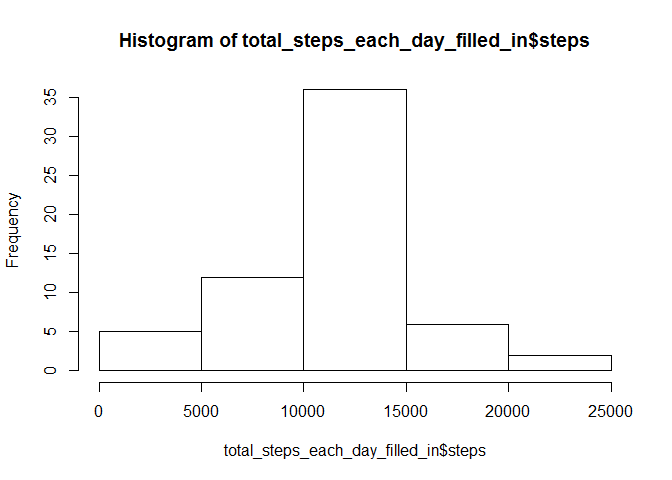 Histogram of total_steps_each_day_filled_in$steps
Frequency
35
30
25
20
15
10
5
0
0 5000 10000 15000 20000 25000
total_steps_each_day_filled_in$steps